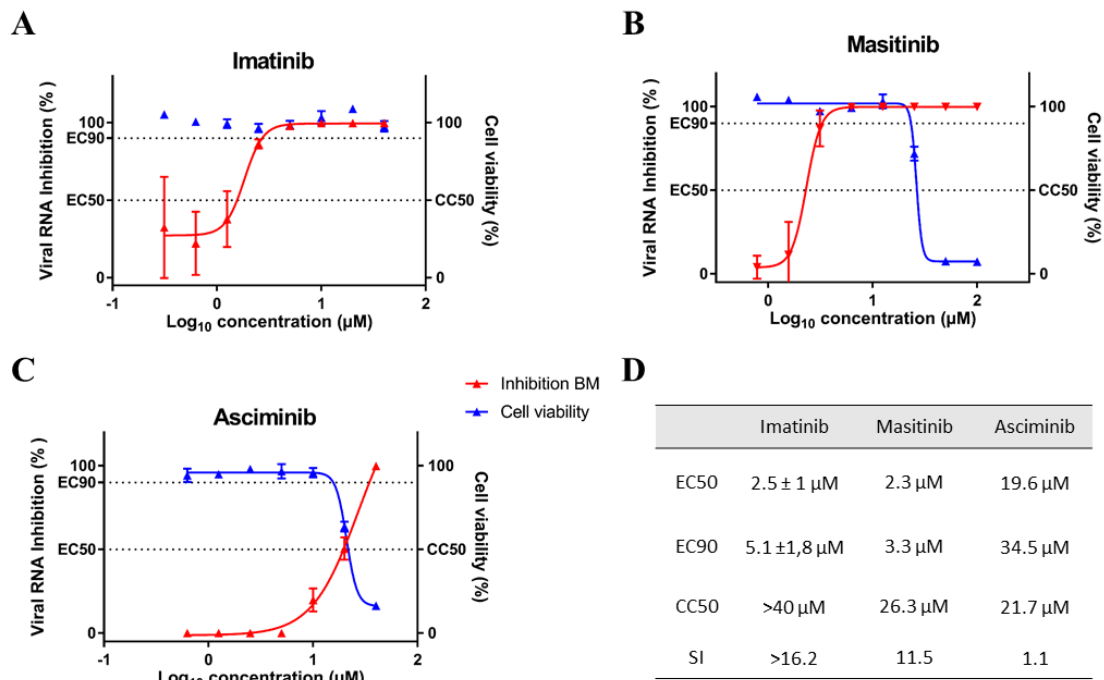 A
Imatinib
Viral RNA Inhibition (% )
Cell viability (%)
100
EC90
EC50
0
100
CC50
0
-1
0
1
2
Log10 concentration (µM)
B
Masitinib
Viral RNA Inhibition (% )
Cell viability (%)
100
EC90
EC50
0
100
CC50
0
0
1
2
Log10 concentration (µM)
C
Asciminib
Inhibition BM
Cell viability
Viral RNA Inhibition (% )
Cell viability (%)
100
EC90
EC50
0
100
CC50
0
-1
0
1
2
Log10 concentration (µM)
D
Imatinib Masitinib Asciminib
EC50 2.5 ± 1 µM 2.3 µM 19.6 µM
EC90 5.1 ±1,8 µM 3.3 µM 34.5 µM
CC50 >40 µM 26.3 µM 21.7 µM
SI >16.2 11.5 1.1